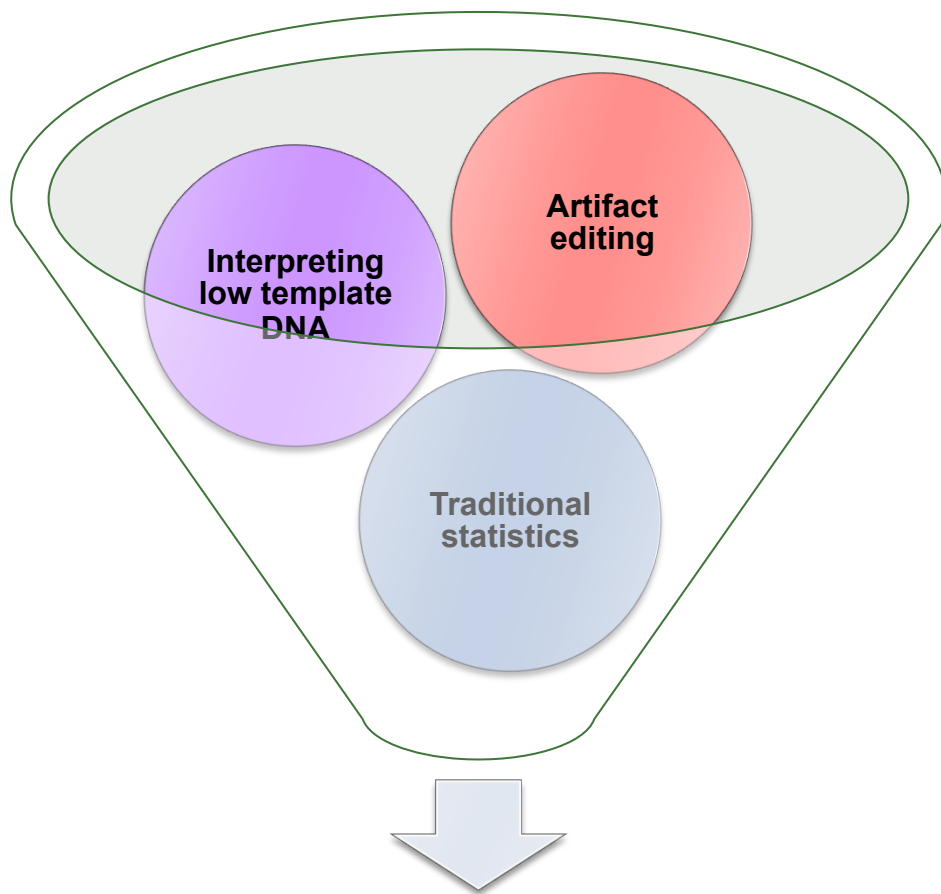 Artifact
editing
Interpreting
low template
DNA
Traditional
statistics